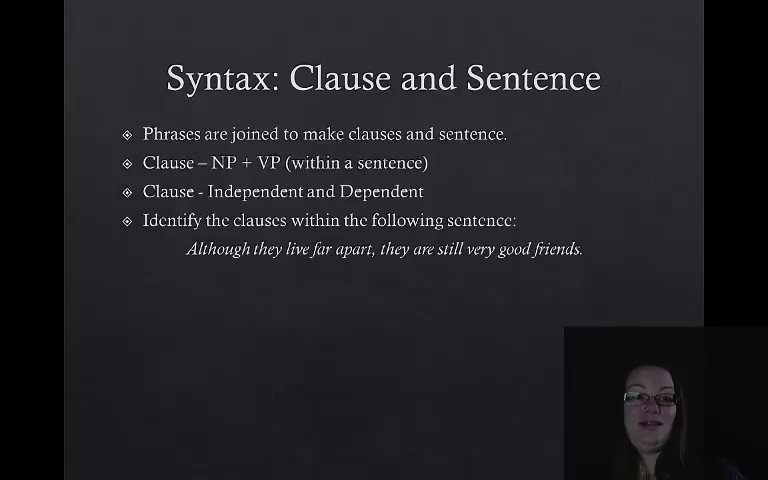 Syntax: Clause and Sentence
Phrases are joined to make clauses and sentence.
Clause – NP + VP (within a sentence)
Clause - Independent and Dependent
Identify the clauses within the following sentence:
Although they live far apart, they are still very good friends.